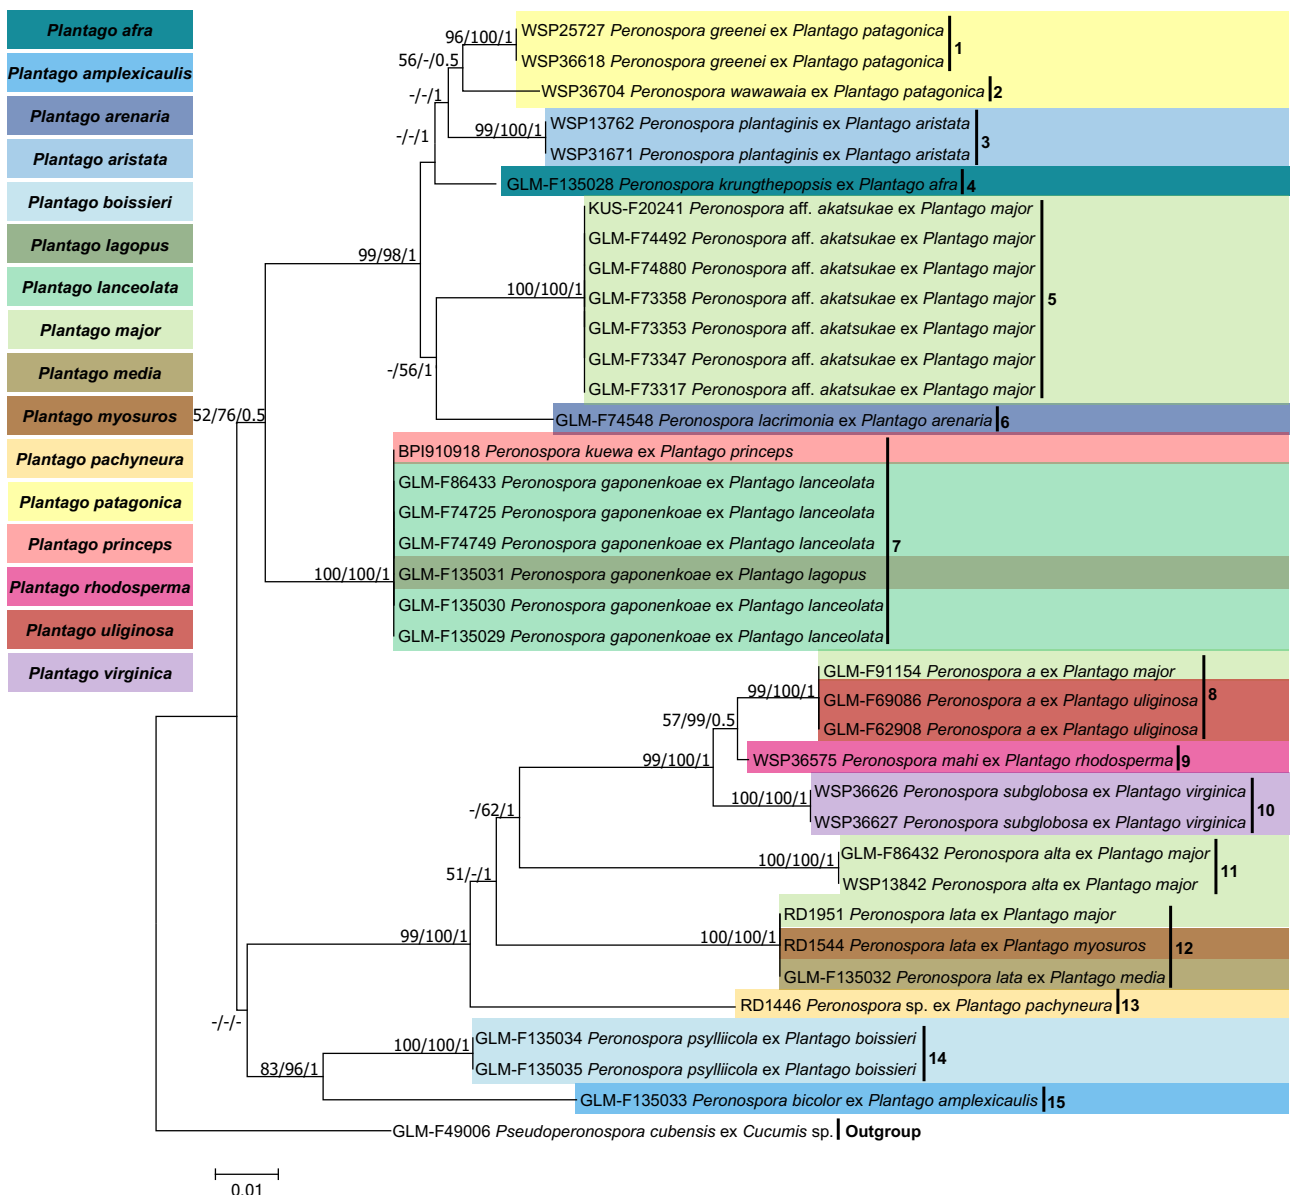 Plantago afra
Plantago amplexicaulis
Plantago arenaria
Plantago aristata
Plantago boissieri
Plantago lagopus
Plantago lanceolata
Plantago major
Plantago media
Plantago myosuros
Plantago pachyneura
Plantago patagonica
Plantago princeps
Plantago rhodosperma
Plantago uliginosa
Plantago virginica
WSP25727 Peronospora greenei ex Plantago patagonica
96/100/1
1
56/-/0.5
WSP36618 Peronospora greenei ex Plantago patagonica
WSP36704 Peronospora wawawaia ex Plantago patagonica 2
-/-/1
WSP13762 Peronospora plantaginis ex Plantago aristata
99/100/1
3
-/-/1
WSP31671 Peronospora plantaginis ex Plantago aristata
GLM-F135028 Peronospora krungthepopsis ex Plantago afra 4
KUS-F20241 Peronospora aff. akatsukae ex Plantago major
GLM-F74492 Peronospora aff. akatsukae ex Plantago major
99/98/1
GLM-F74880 Peronospora aff. akatsukae ex Plantago major
100/100/1
GLM-F73358 Peronospora aff. akatsukae ex Plantago major
5
GLM-F73353 Peronospora aff. akatsukae ex Plantago major
GLM-F73347 Peronospora aff. akatsukae ex Plantago major
-/56/1
GLM-F73317 Peronospora aff. akatsukae ex Plantago major
52/76/0.5
GLM-F74548 Peronospora lacrimonia ex Plantago arenaria 6
BPI910918 Peronospora kuewa ex Plantago princeps
GLM-F86433 Peronospora gaponenkoae ex Plantago lanceolata
GLM-F74725 Peronospora gaponenkoae ex Plantago lanceolata
GLM-F74749 Peronospora gaponenkoae ex Plantago lanceolata
7
100/100/1
GLM-F135031 Peronospora gaponenkoae ex Plantago lagopus
GLM-F135030 Peronospora gaponenkoae ex Plantago lanceolata
GLM-F135029 Peronospora gaponenkoae ex Plantago lanceolata
GLM-F91154 Peronospora a ex Plantago major
99/100/1
8
GLM-F69086 Peronospora a ex Plantago uliginosa
57/99/0.5
GLM-F62908 Peronospora a ex Plantago uliginosa
99/100/1
WSP36575 Peronospora mahi ex Plantago rhodosperma 9
WSP36626 Peronospora subglobosa ex Plantago virginica
100/100/1
10
-/62/1
WSP36627 Peronospora subglobosa ex Plantago virginica
GLM-F86432 Peronospora alta ex Plantago major
100/100/1
11
51/-/1
WSP13842 Peronospora alta ex Plantago major
RD1951 Peronospora lata ex Plantago major
99/100/1
100/100/1
RD1544 Peronospora lata ex Plantago myosuros
12
GLM-F135032 Peronospora lata ex Plantago media
RD1446 Peronospora sp. ex Plantago pachyneura 13
-/-/-
GLM-F135034 Peronospora psylliicola ex Plantago boissieri
100/100/1
14
83/96/1
GLM-F135035 Peronospora psylliicola ex Plantago boissieri
GLM-F135033 Peronospora bicolor ex Plantago amplexicaulis 15
GLM-F49006 Pseudoperonospora cubensis ex Cucumis sp. Outgroup
0.01